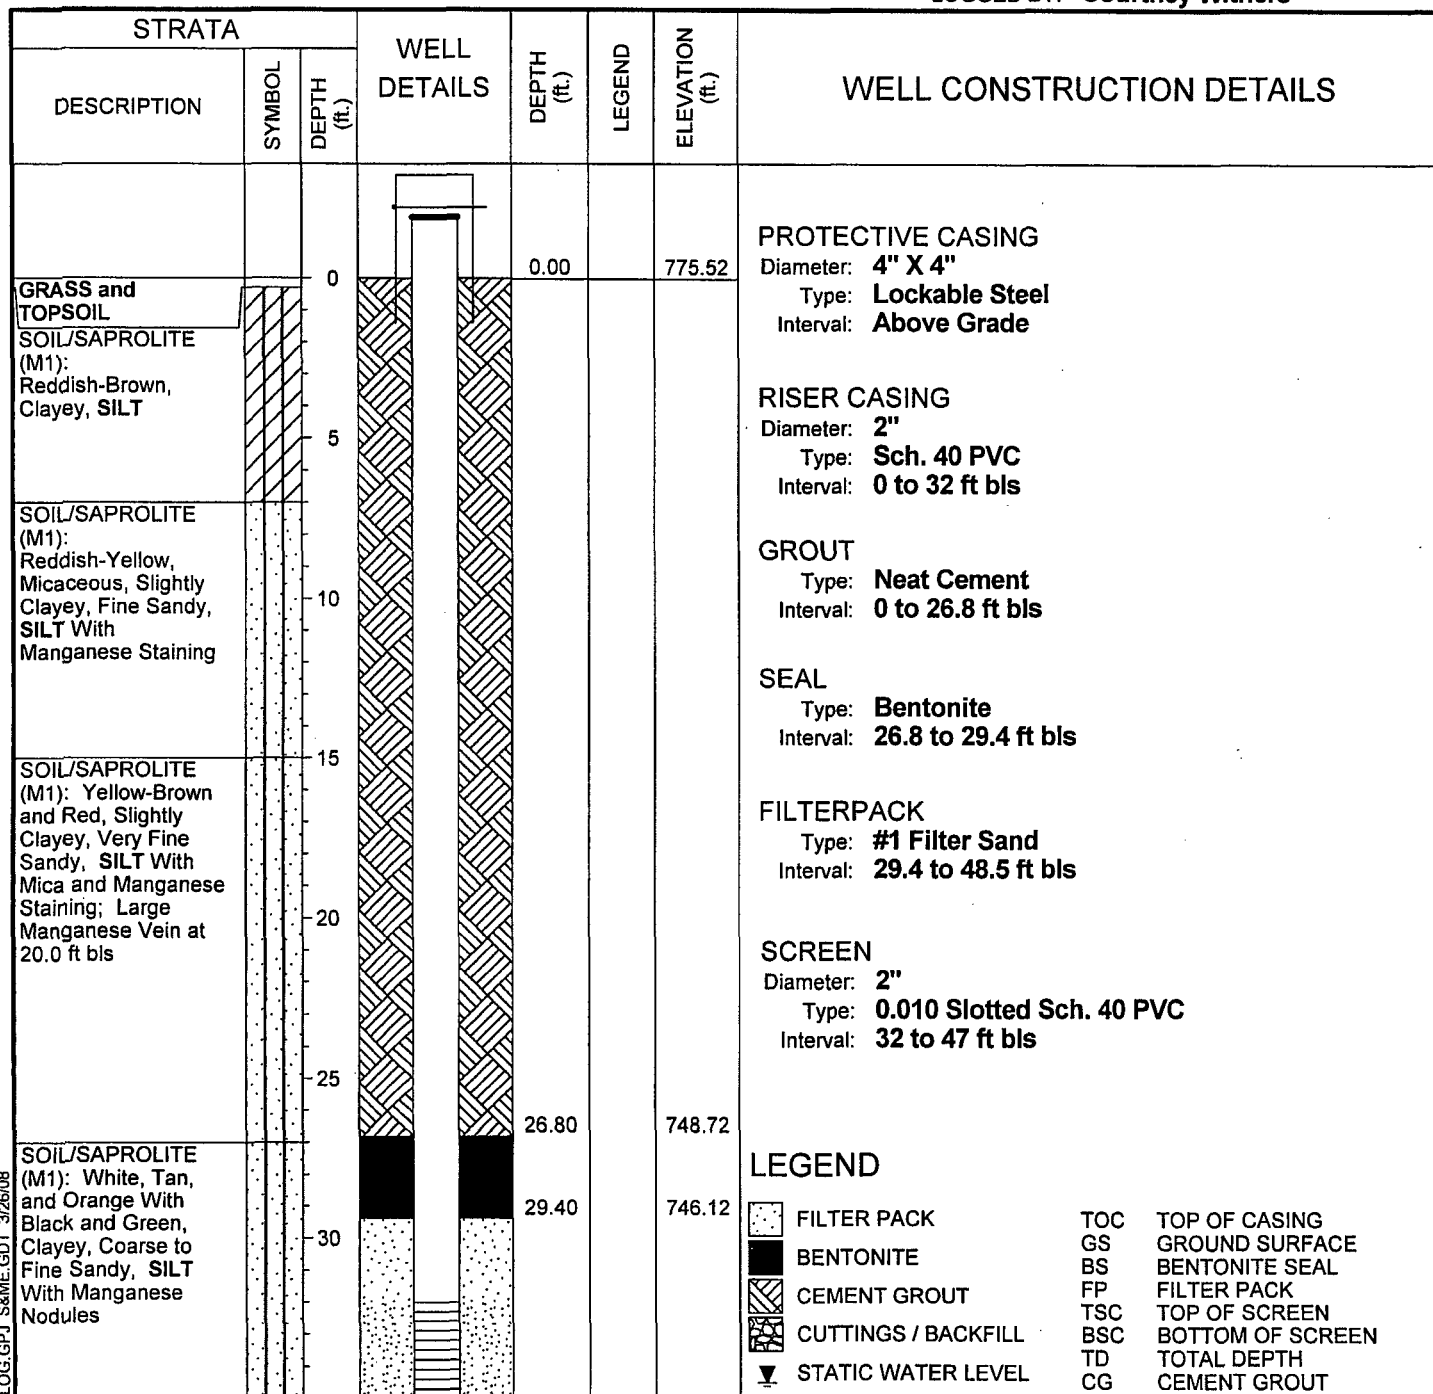 STRATA
DESCRIPTION
SYMBOL
DEPTH (ft.)
WELL
DETAILS
DEPTH (ft.)
LEGEND
ELEVATION (ft.)
WELL CONSTRUCTION DETAILS
0
0.00
775.52
GRASS and
TOPSOIL
SOIL/SAPROLITE
(M1):
Reddish-Brown,
Clayey, SILT
5
SOIL/SAPROLITE
(M1):
Reddish-Yellow,
Micaceous, Slightly
Clayey, Fine Sandy,
SILT With
Manganese Staining
10
15
SOIL/SAPROLITE
(M1): Yellow-Brown
and Red, Slightly
Clayey, Very Fine
Sandy, SILT With
Mica and Manganese
Staining; Large
Manganese Vein at
20.0 ft bls
20
25
26.80
748.72
SOIL/SAPROLITE
(M1): White, Tan,
and Orange With
Black and Green,
Clayey, Coarse to
Fine Sandy, SILT
With Manganese
Nodules
29.40
746.12
30
PROTECTIVE CASING
Diameter: 4" X 4"
Type: Lockable Steel
Interval: Above Grade
RISER CASING
Diameter: 2"
Type: Sch. 40 PVC
Interval: 0 to 32 ft bls
GROUT
Type: Neat Cement
Interval: 0 to 26.8 ft bls
SEAL
Type: Bentonite
Interval: 26.8 to 29.4 ft bls
FILTERPACK
Type: #1 Filter Sand
Interval: 29.4 to 48.5 ft bls
SCREEN
Diameter: 2"
Type: 0.010 Slotted Sch. 40 PVC
Interval: 32 to 47 ft bls
LEGEND
FILTER PACK
BENTONITE
CEMENT GROUT
CUTTINGS / BACKFILL
STATIC WATER LEVEL
TOC TOP OF CASING
GS GROUND SURFACE
BS BENTONITE SEAL
FP FILTER PACK
TSC TOP OF SCREEN
BSC BOTTOM OF SCREEN
TD TOTAL DEPTH
CG CEMENT GROUT
LOG.GPJ S&ME.GDT 3/26/08